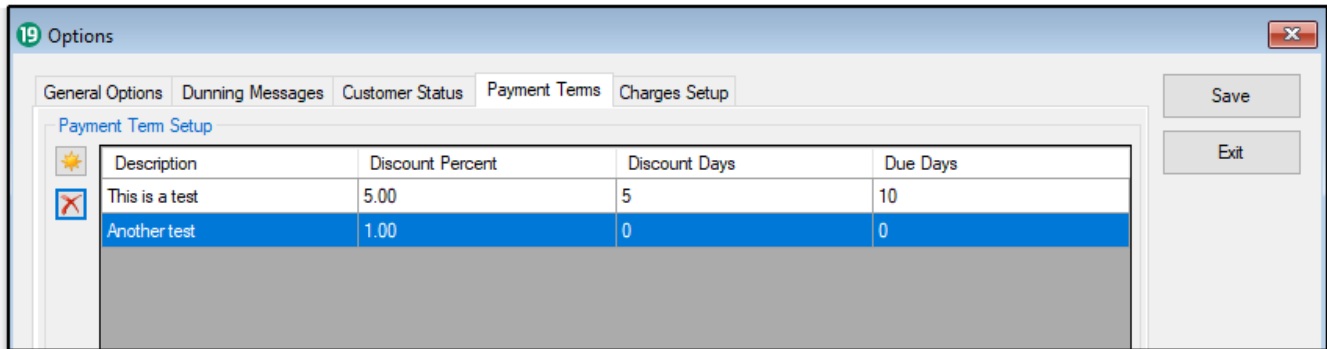 19 Options
General Options Dunning Messages Customer Status Payment Terms Charges Setup
Save
Payment Term Setup
Exit
Description Discount Percent Discount Days Due Days
This is a test 5.00 5 10
Another test 1.00 0 0